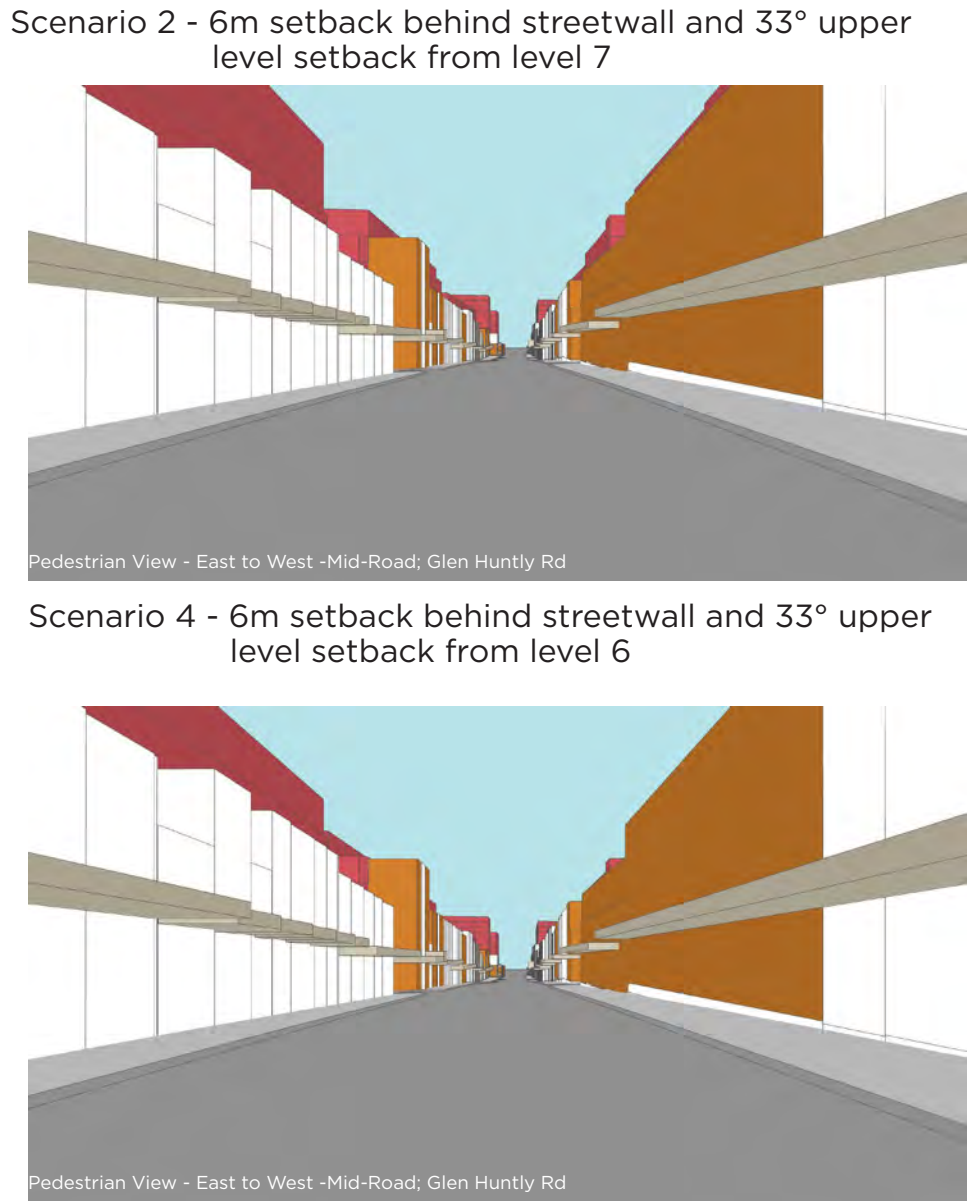 Scenario 2 - 6m setback behind streetwall and 33° upper
level setback from level 7
Pedestrian View - East to West -Mid-Road; Glen Huntly Rd
Scenario 4 - 6m setback behind streetwall and 33° upper
level setback from level 6
Pedestrian View - East to West -Mid-Road; Glen Huntly Rd